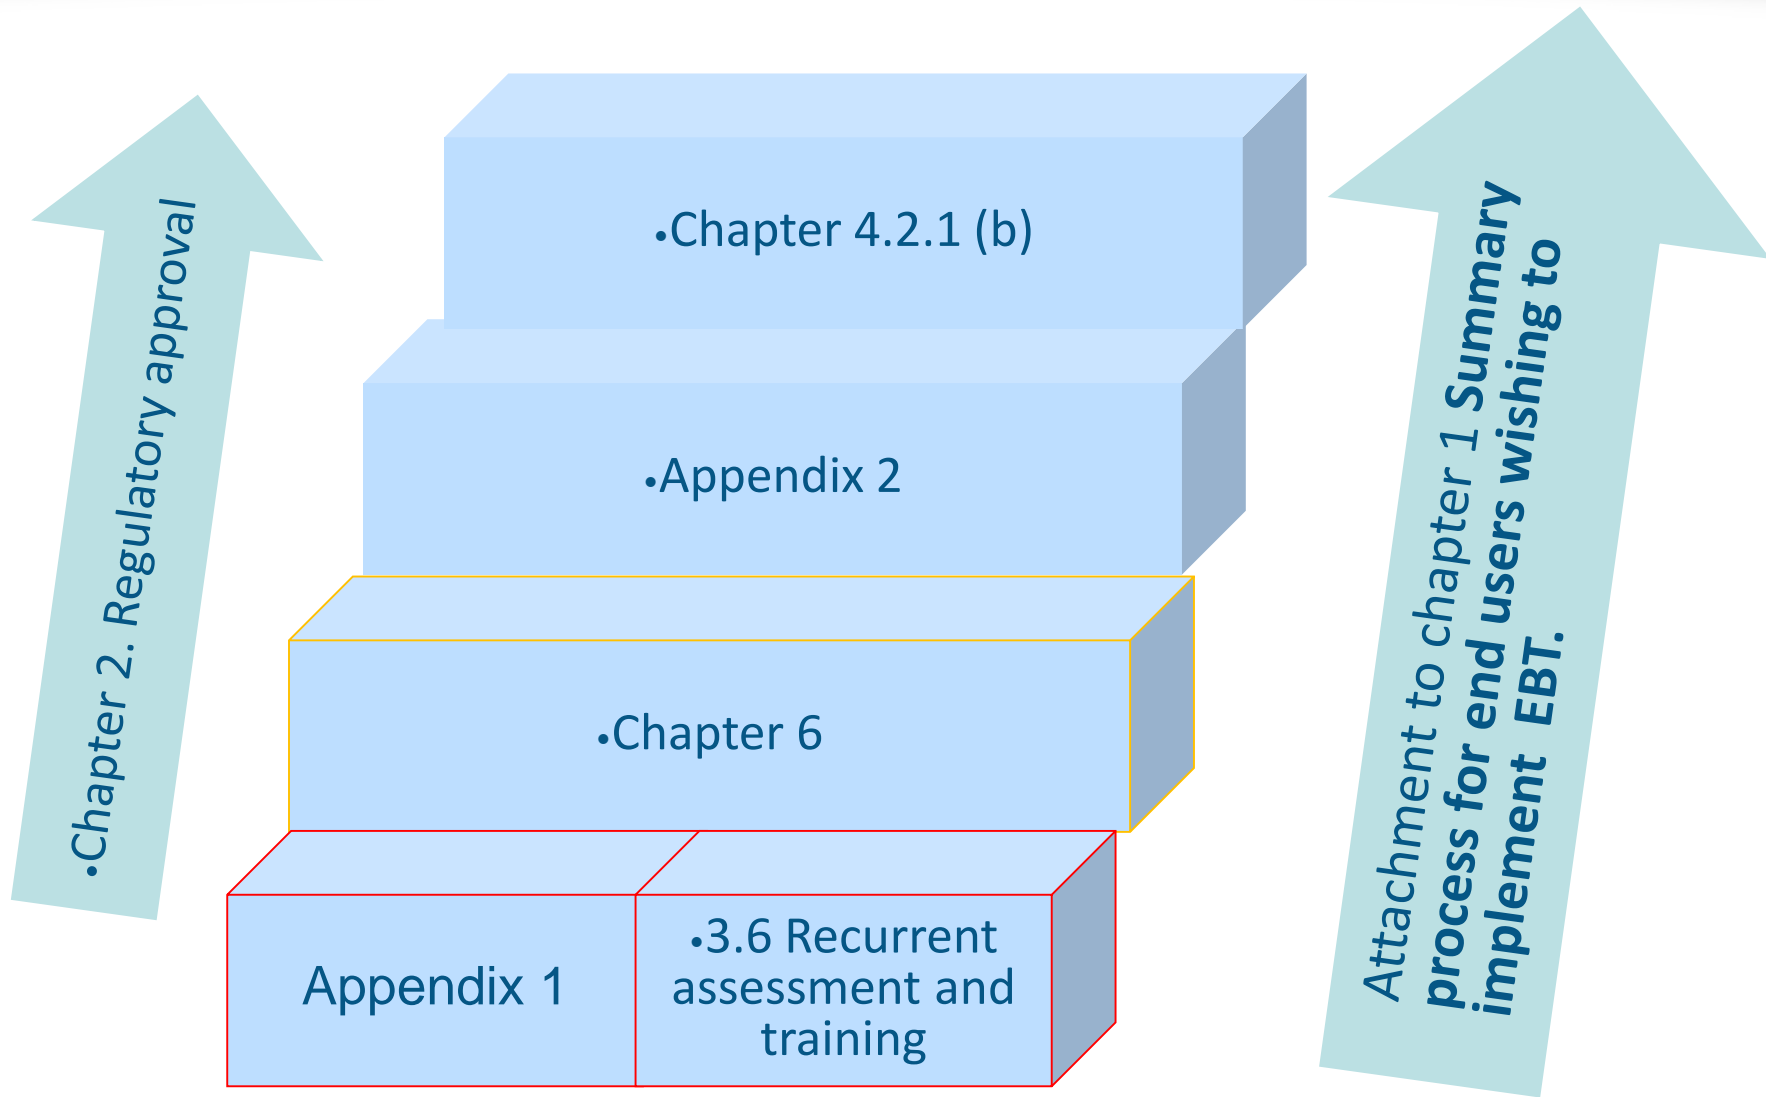 •Chapter 2. Regulatory approval
•Chapter 4.2.1 (b)
•Appendix 2
•Chapter 6
Appendix 1
•3.6 Recurrent
assessment and
training
Attachment to chapter 1 Summary
process for end users wishing to
implement EBT.